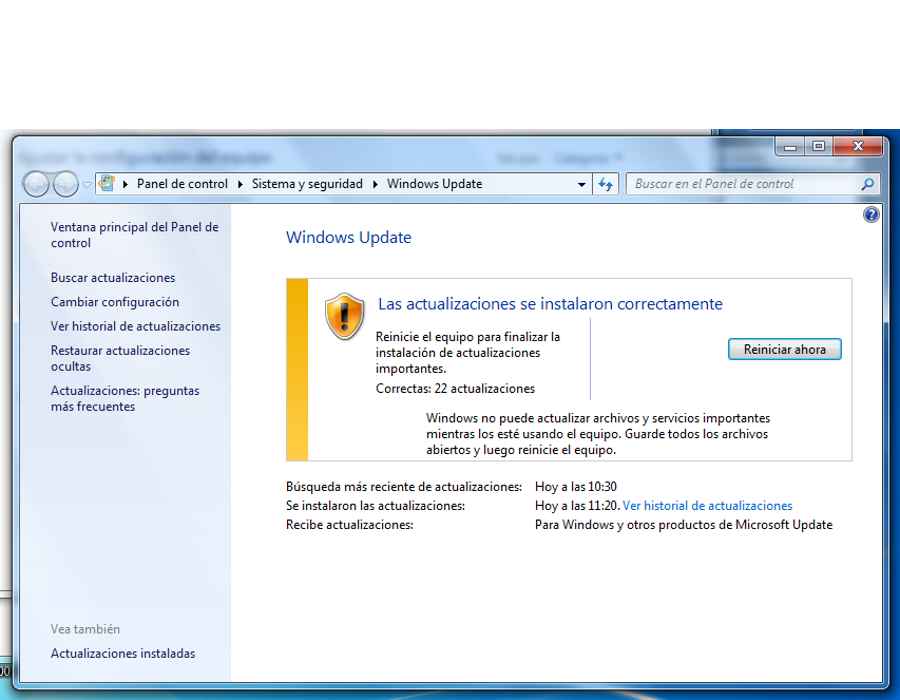 Panel de control
Sistema y seguridad
Windows Update
Buscar en el Panel de control
Ventana principal del Panel de
control
Buscar actualizaciones
Cambiar configuración
Ver historial de actualizaciones
Restaurar actualizaciones
ocultas
Actualizaciones: preguntas
más frecuentes
Vea también
Actualizaciones instaladas
Windows Update
Las actualizaciones se instalaron correctamente
Reinicie el equipo para finalizar la
instalación de actualizaciones
importantes.
Correctas: 22 actualizaciones
Reiniciar ahora
Windows no puede actualizar archivos y servicios importantes
mientras los esté usando el equipo. Guarde todos los archivos
abiertos y luego reinicie el equipo.
Búsqueda más reciente de actualizaciones: Hoy a las 10:30
Se instalaron las actualizaciones: Hoy a las 11:20. Ver historial de actualizaciones
Recibe actualizaciones: Para Windows y otros productos de Microsoft Update